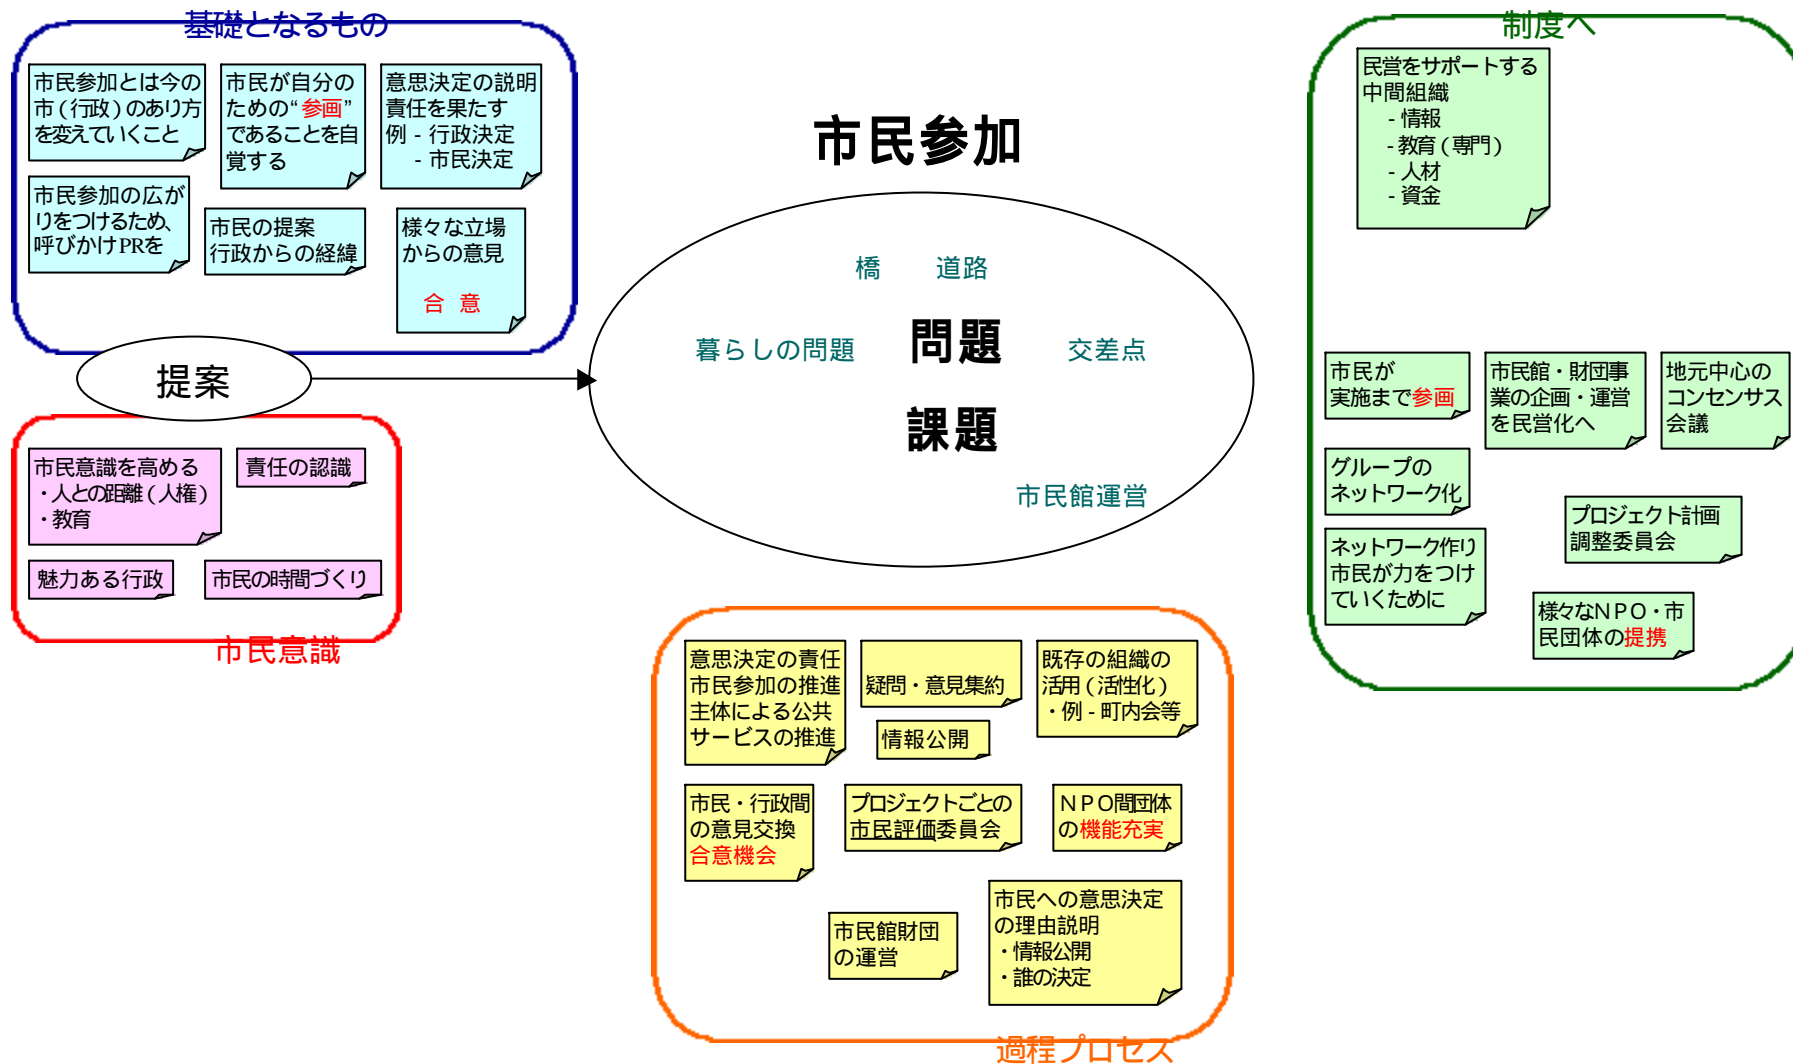 基礎となるもの
市民参加とは今の
市(行政)のあり方
を変えていくこと
市民が自分の
ための“参画”
であることを自
覚する
意思決定の説明
責任を果たす
例 - 行政決定
- 市民決定
市民参加の広が
りをつけるため、
呼びかけPRを
市民の提案
行政からの経緯
様々な立場
からの意見
合 意
提案
市民意識を高める
・人との距離(人権)
・教育
責任の認識
魅力ある行政
市民の時間づくり
市民意識
市民参加
橋 道路
暮らしの問題
問題
交差点
課題
市民館運営
意思決定の責任
市民参加の推進
主体による公共
サービスの推進
疑問・意見集約
情報公開
既存の組織の
活用(活性化)
・例 - 町内会等
市民・行政間
の意見交換
合意機会
プロジェクトごとの
市民評価委員会
NPO間団体
の機能充実
市民館財団
の運営
市民への意思決定
の理由説明
・情報公開
・誰の決定
過程プロセス
制度へ
民営をサポートする
中間組織
- 情報
- 教育(専門)
- 人材
- 資金
市民が
実施まで参画
市民館・財団事
業の企画・運営
を民営化へ
地元中心の
コンセンサス
会議
グループの
ネットワーク化
ネットワーク作り
市民が力をつけ
ていくために
プロジェクト計画
調整委員会
様々なNPO・市
民団体の提携